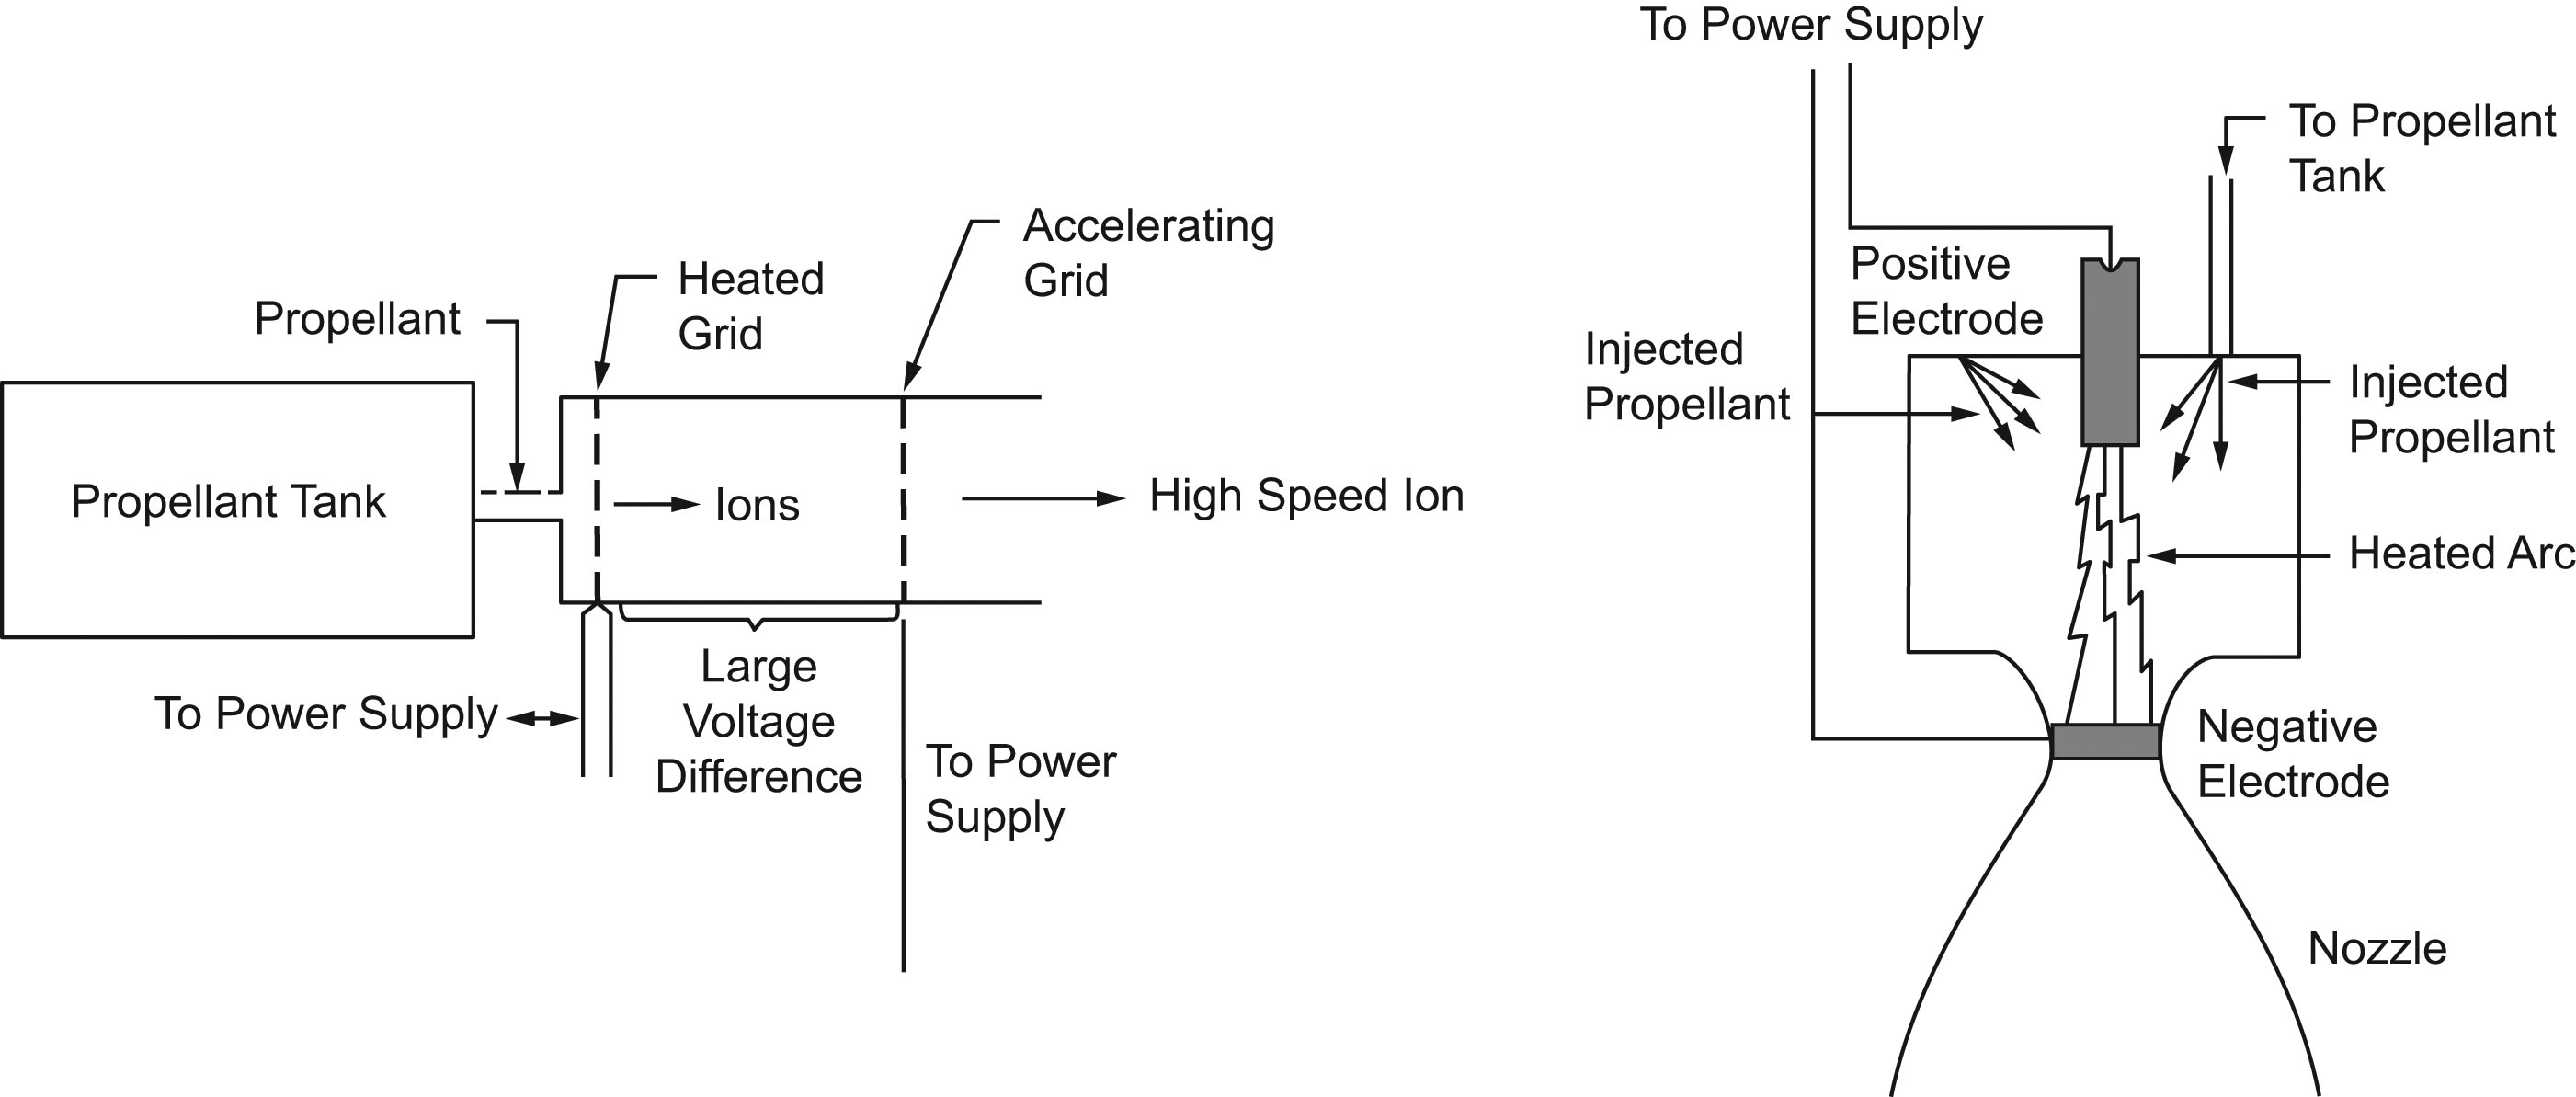 Propellant Tank
Propellant
Heated
Grid
Accelerating
Grid
Ions
High Speed Ion
To Power Supply
Large
Voltage
Difference
To Power
Supply
To Power Supply
To Propellant
Tank
Positive
Electrode
Injected
Propellant
Injected
Propellant
Heated Arc
Negative
Electrode
Nozzle